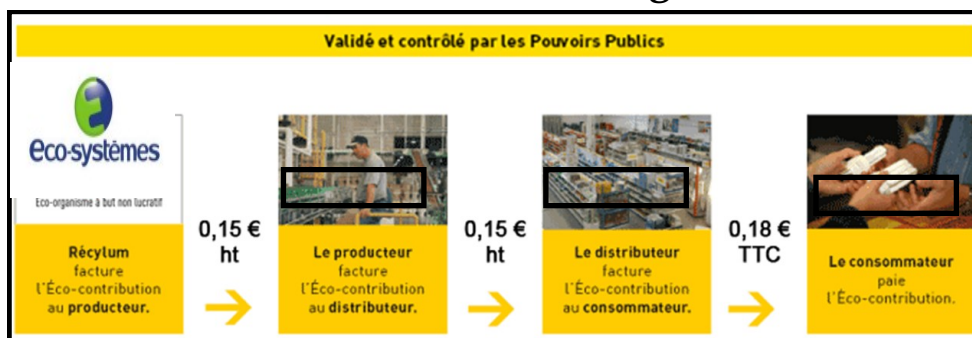 Validé et contrôlé par les Pouvoirs Publics
éco-systèmes
Eco-organisme à but non lucratif
Récylum
facture
l'Éco-contribution
au producteur.
0,15 €
ht
Le producteur
facture
l'Éco-contribution
au distributeur.
0,15 €
ht
Le distributeur
facture
l'Éco-contribution
au consommateur.
0,18 €
TTC
Le consommateur
paie
l'Éco-contribution.